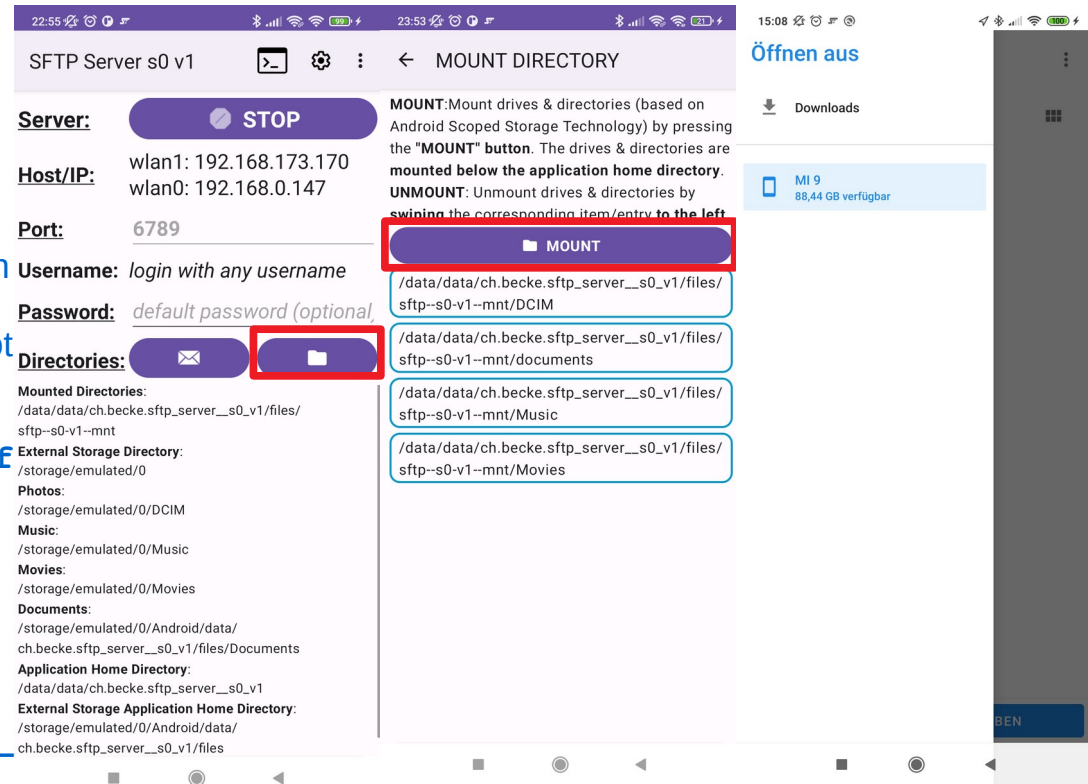 22:55
99
SFTP Server s0 v1
Server:
STOP
Host/IP:
wlan1: 192.168.173.170
wlan0: 192.168.0.147
Port:
6789
Username: login with any username
Password:
default password (optional,
Directories:
Mounted Directories:
/data/data/ch.becke.sftp_server__s0_v1/files/
sftp--s0-v1--mnt
External Storage Directory:
/storage/emulated/0
Photos:
/storage/emulated/0/DCIM
Music:
/storage/emulated/0/Music
Movies:
/storage/emulated/0/Movies
Documents:
/storage/emulated/0/Android/data/
ch.becke.sftp_server__s0_v1/files/Documents
Application Home Directory:
/data/data/ch.becke.sftp_server__s0_v1
External Storage Application Home Directory:
/storage/emulated/0/Android/data/
ch.becke.sftp_server__s0_v1/files
23:53
21
MOUNT DIRECTORY
MOUNT:Mount drives & directories (based on
Android Scoped Storage Technology) by pressing
the "MOUNT" button. The drives & directories are
mounted below the application home directory.
UNMOUNT: Unmount drives & directories by
swiping the corresponding item/entry to the left.
MOUNT
/data/data/ch.becke.sftp_server__s0_v1/files/
sftp--s0-v1--mnt/DCIM
/data/data/ch.becke.sftp_server__s0_v1/files/
sftp--s0-v1--mnt/documents
/data/data/ch.becke.sftp_server__s0_v1/files/
sftp--s0-v1--mnt/Music
/data/data/ch.becke.sftp_server__s0_v1/files/
sftp--s0-v1--mnt/Movies
15:08
100
Öffnen aus
Downloads
MI 9
88,44 GB verfügbar
BEN